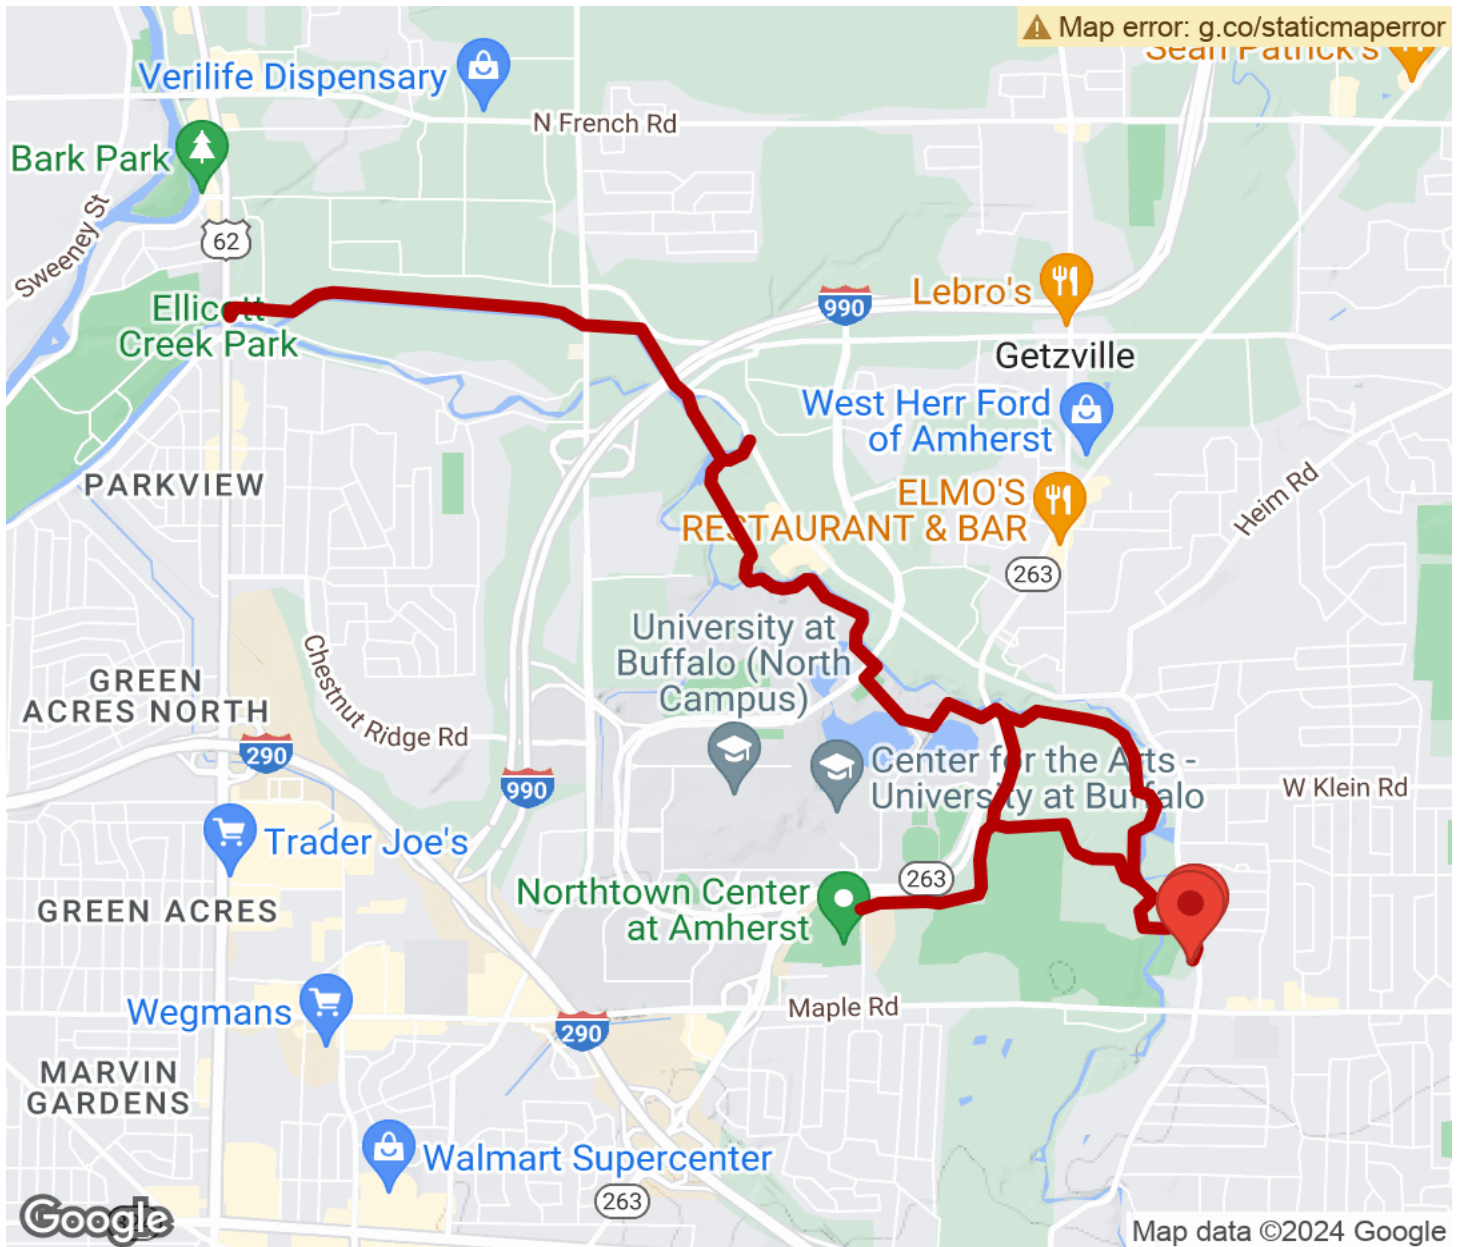 Map error: g.co/staticmaperror
Sean Patrick's
Verilife Dispensary
N French Rd
Bark Park
Sweeney St
62
Lebro's
990
Ellicott
Creek Park
Getzville
West Herr Ford
of Amherst
PARKVIEW
Heim Rd
ELMO'S
RESTAURANT & BAR
263
University at
Buffalo (North
Campus)
Chestnut Ridge Rd
GREEN
ACRES NORTH
290
990
Center for the Arts -
University at Buffalo
W Klein Rd
Trader Joe's
263
Northtown Center
at Amherst
GREEN ACRES
Maple Rd
Wegmans
290
MARVIN
GARDENS
Walmart Supercenter
263
Google
Map data ©2024 Google